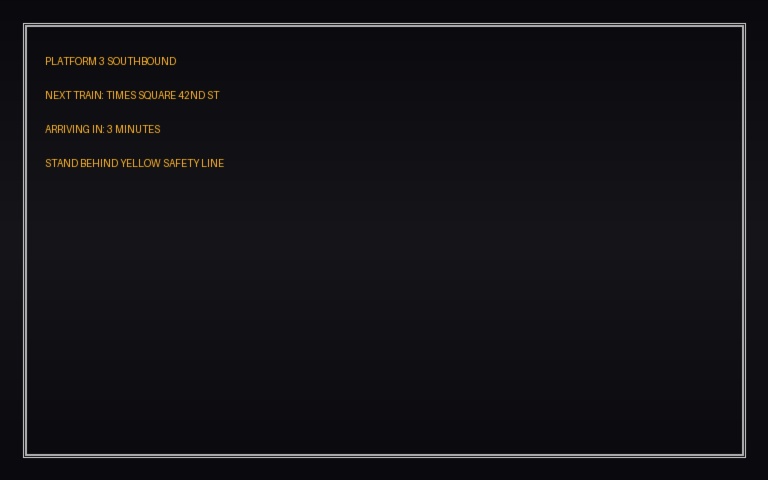 PLATFORM 3 SOUTHBOUND
NEXT TRAIN: TIMES SQUARE 42ND ST
ARRIVING IN: 3 MINUTES
STAND BEHIND YELLOW SAFETY LINE